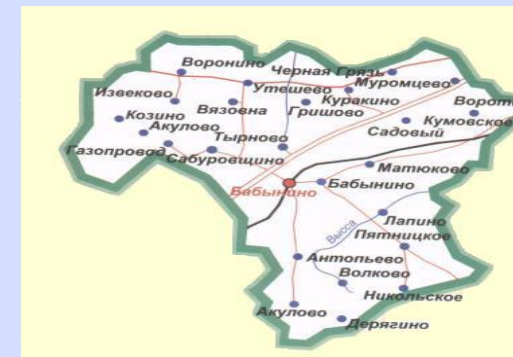 Воронино
Черная Грязь
Муромцево
Утешево
Извеково
Куракино
Вязовна
Гришово
Ворот
Козино
Кумовское
Акулово
Садовый
Тырново
Газопровод
Сабуровщино
Матюково
Бабынино
Бабынино
Лапино
Высса
Пятницкое
Антопьево
Волково
Никольское
Акулово
Дерягино